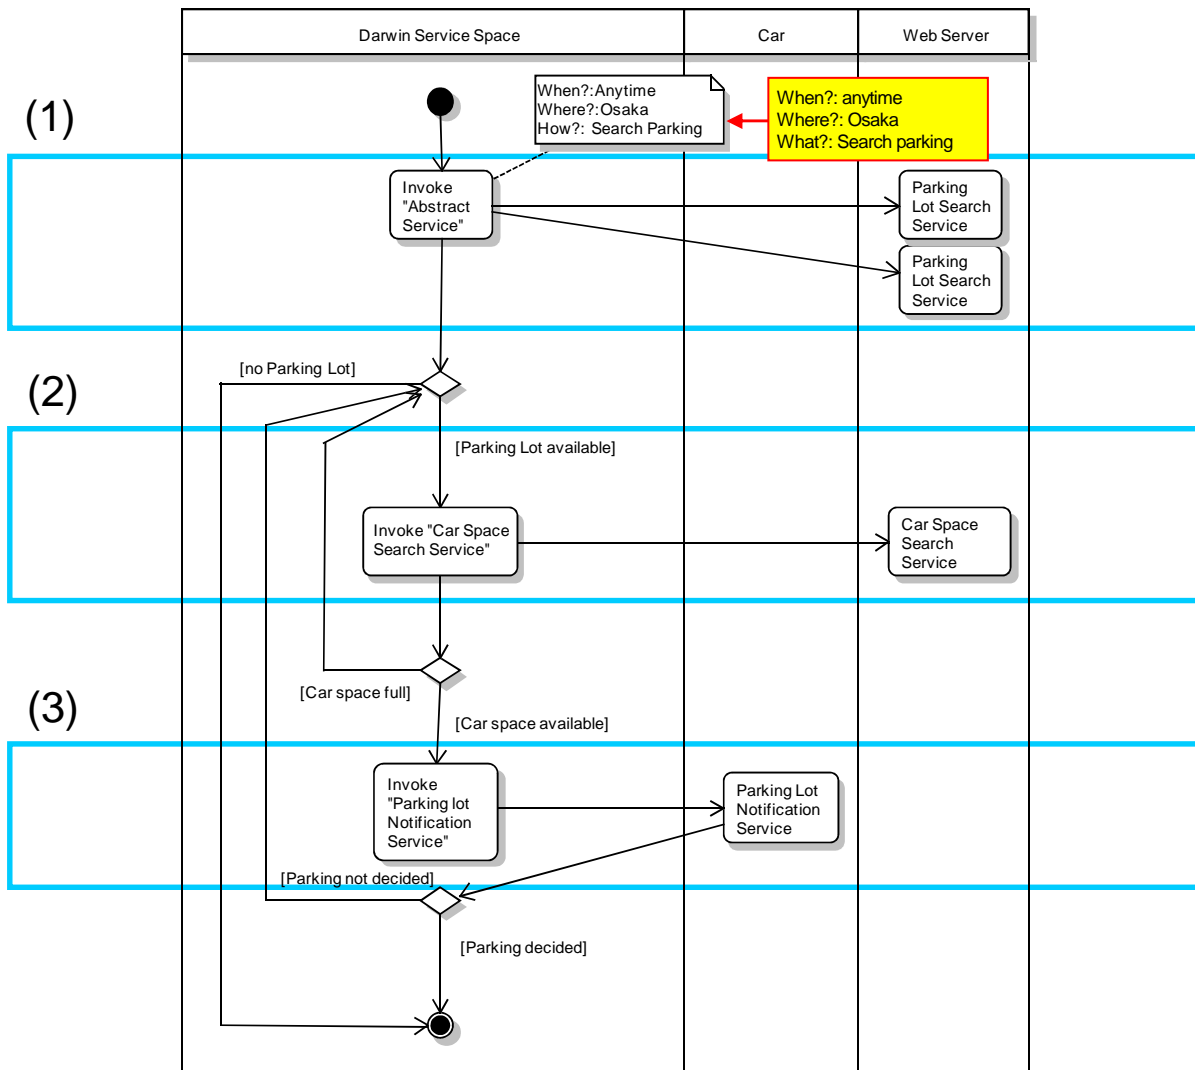 Darwin Service Space
Car
Web Server
(1)
When?:Anytime
Where?:Osaka
How?: Search Parking
When?: anytime
Where?: Osaka
What?: Search parking
Invoke
"Abstract
Service"
Parking
Lot Search
Service
Parking
Lot Search
Service
[no Parking Lot]
(2)
[Parking Lot available]
Invoke "Car Space
Search Service"
Car Space
Search
Service
[Car space full]
(3)
[Car space available]
Invoke
"Parking lot
Notification
Service"
Parking Lot
Notification
Service
[Parking not decided]
[Parking decided]